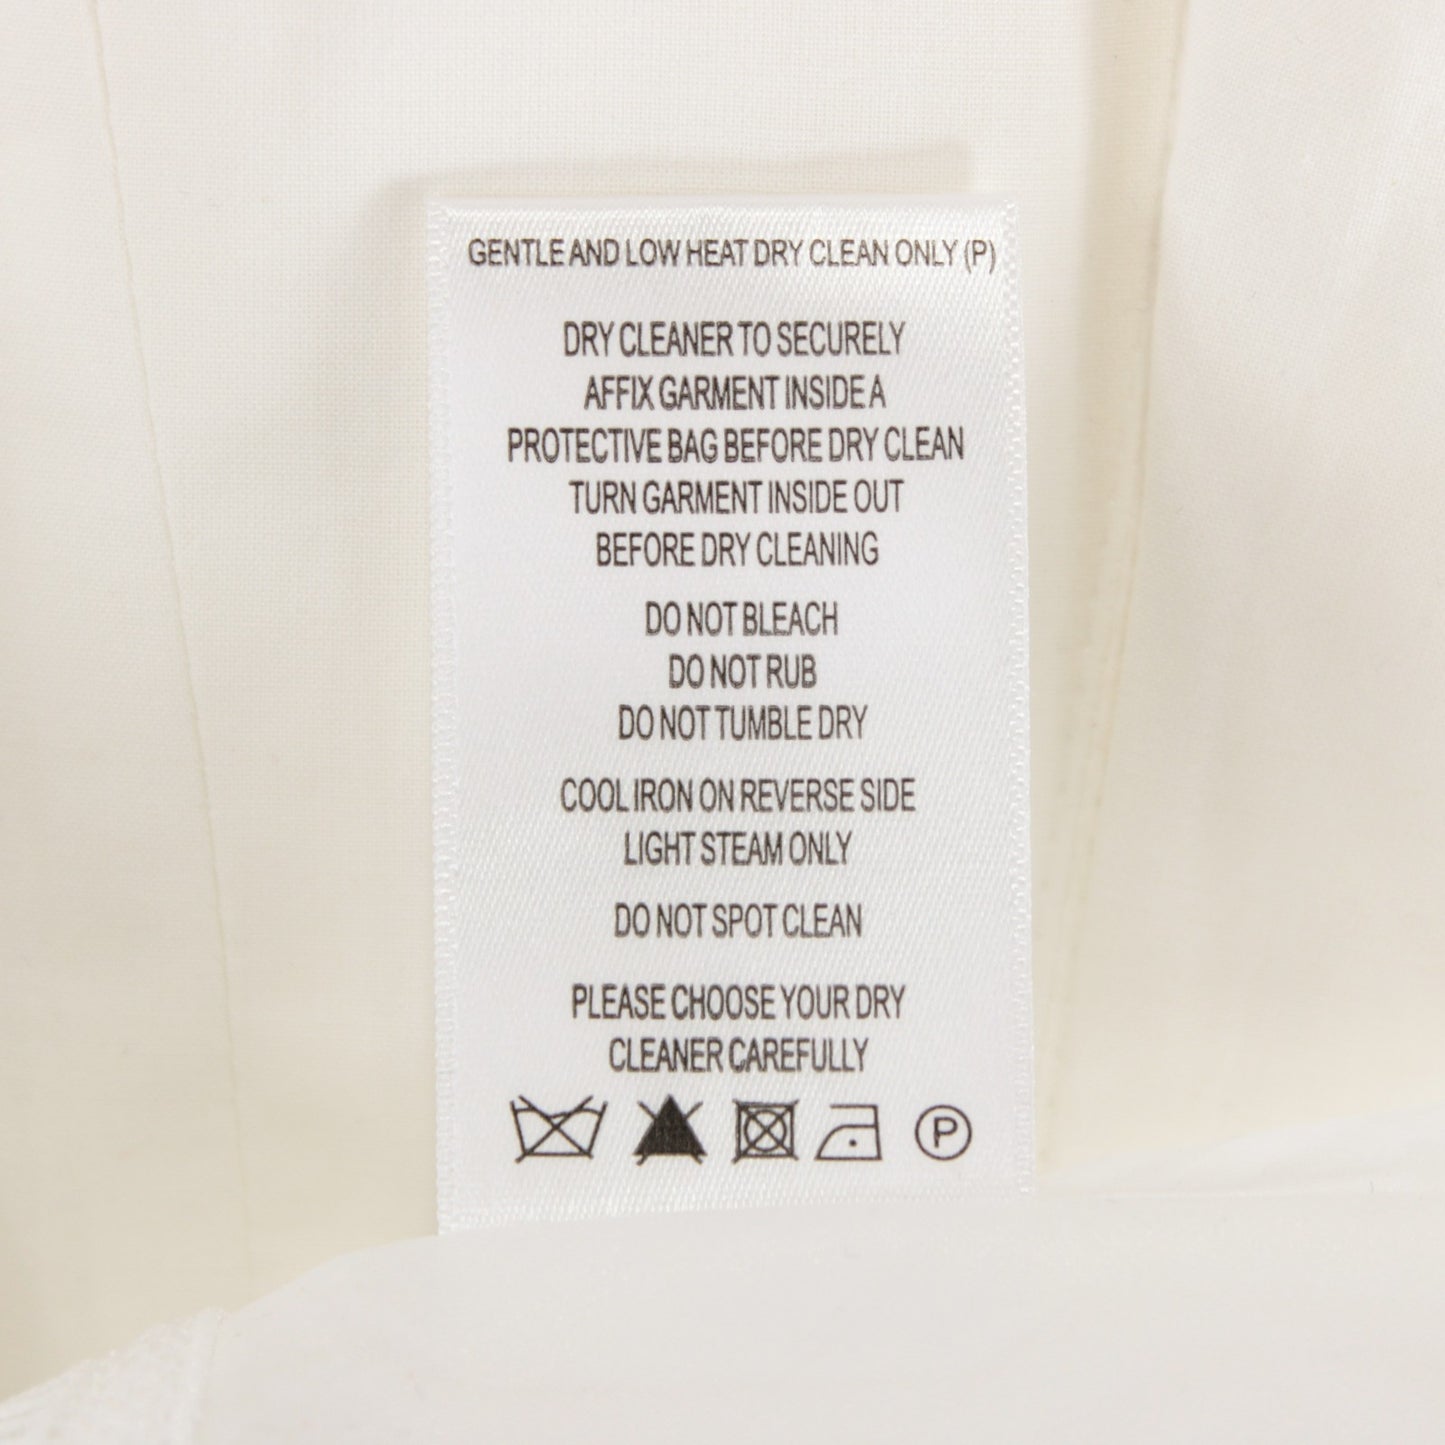 GENTLE AND LOW HEAT DRY CLEAN ONLY (P)
DRY CLEANER TO SECURELY
AFFIX GARMENT INSIDE A
PROTECTIVE BAG BEFORE DRY CLEAN
TURN GARMENT INSIDE OUT
BEFORE DRY CLEANING
DO NOT BLEACH
DO NOT RUB
DO NOT TUMBLE DRY
COOL IRON ON REVERSE SIDE
LIGHT STEAM ONLY
DO NOT SPOT CLEAN
PLEASE CHOOSE YOUR DRY
CLEANER CAREFULLY
P